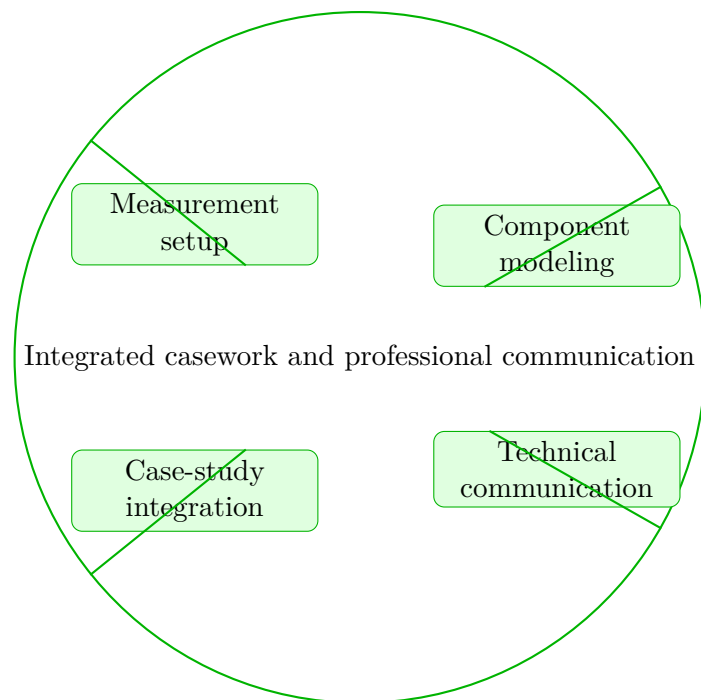 Measurement
setup
Component
modeling
Integrated casework and professional communication
Case-study
integration
Technical
communication